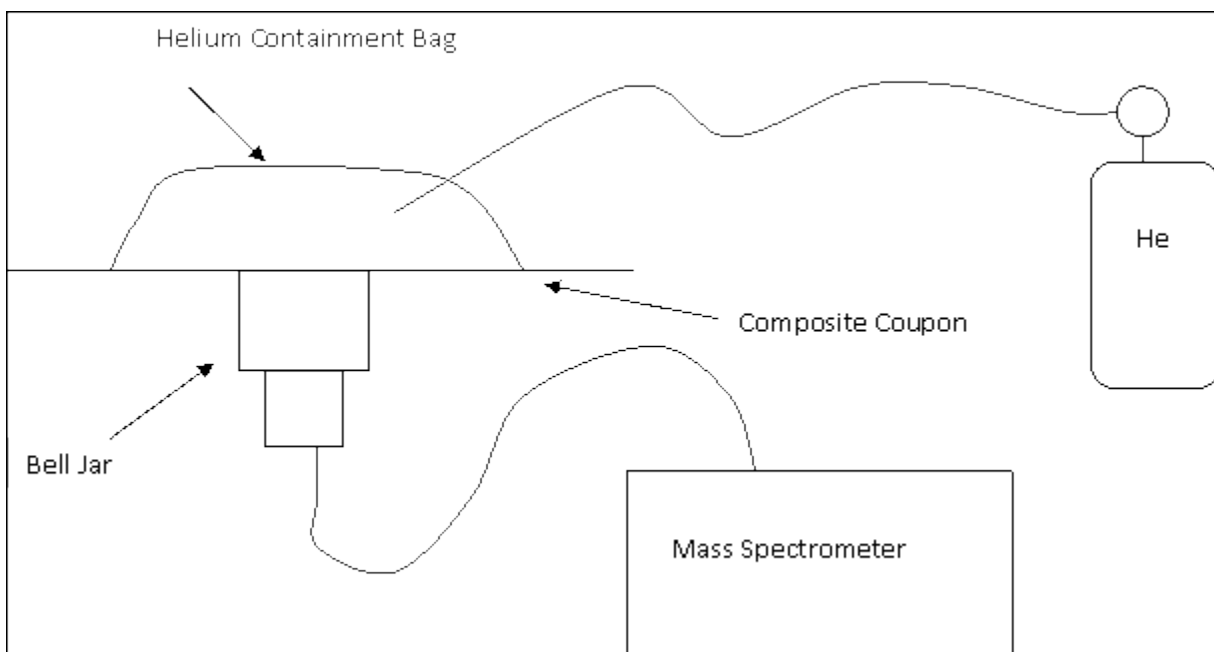 Helium Containment Bag
He
Composite Coupon
Bell Jar
Mass Spectrometer